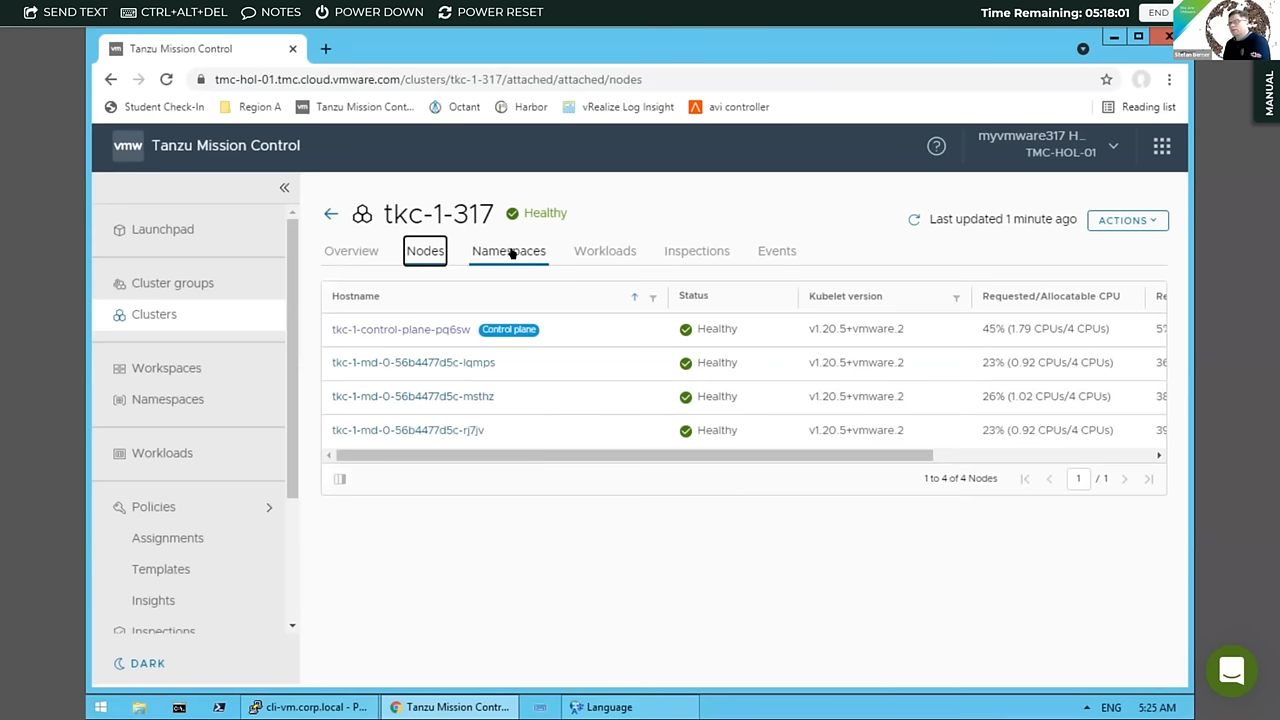 SEND TEXT CTRL+ALT+DEL NOTES POWER DOWN POWER RESET Time Remaining: 05:18:01 END
Stefan Berner
MANUAL
Tanzu Mission Control
tmc-hol-01.tmc.cloud.vmware.com/clusters/tkc-1-317/attached/attached/nodes
Student Check-In Region A Tanzu Mission Cont... Octant Harbor vRealize Log Insight avi controller Reading list
vmw Tanzu Mission Control
myvmware317 H...
TMC-HOL-01
Launchpad
Cluster groups
Clusters
Workspaces
Namespaces
Workloads
Policies
Assignments
Templates
Insights
Inspections
DARK
tkc-1-317 Healthy
Last updated 1 minute ago ACTIONS
Overview Nodes Namespaces Workloads Inspections Events
Hostname Status Kubelet version Requested/Allocatable CPU Re
tkc-1-control-plane-pq6sw Control plane Healthy v1.20.5+vmware.2 45% (1.79 CPUs/4 CPUs) 5%
tkc-1-md-0-56b4477d5c-lqmps Healthy v1.20.5+vmware.2 23% (0.92 CPUs/4 CPUs) 36
tkc-1-md-0-56b4477d5c-msthz Healthy v1.20.5+vmware.2 26% (1.02 CPUs/4 CPUs) 38
tkc-1-md-0-56b4477d5c-rj7jv Healthy v1.20.5+vmware.2 23% (0.92 CPUs/4 CPUs) 39
1 to 4 of 4 Nodes 1 / 1
cli-vm.corp.local - P... Tanzu Mission Contr... Language ENG 5:25 AM